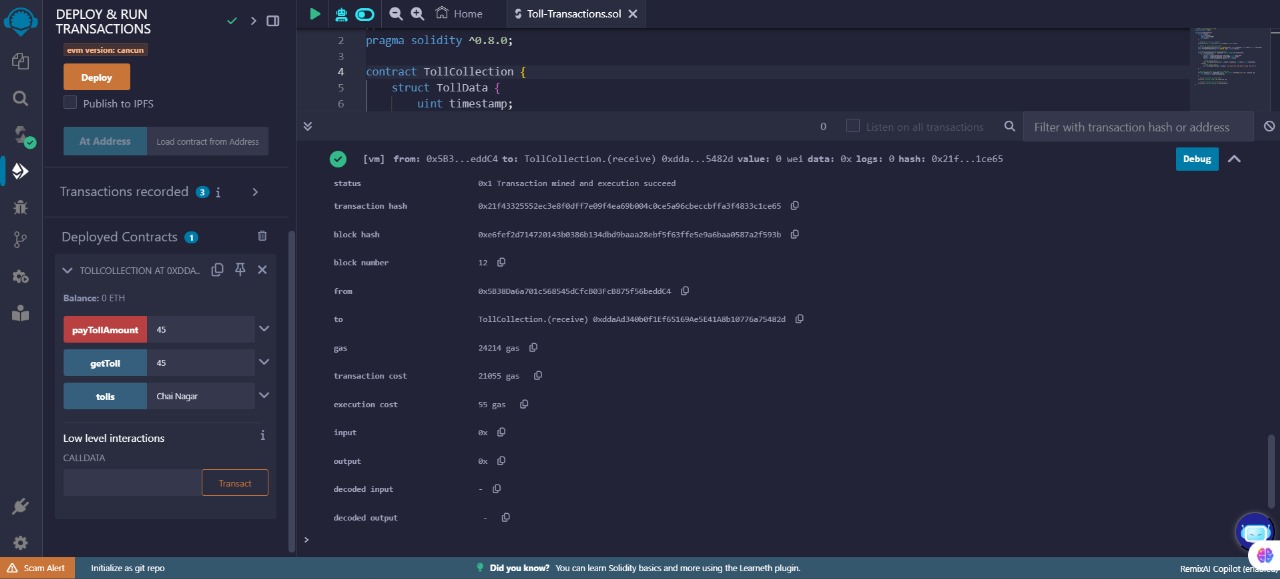 DEPLOY & RUN
TRANSACTIONS
evm version: cancun
Deploy
Publish to IPFS
At Address
Load contract from Address
Transactions recorded 3 i
Deployed Contracts 1
TOLLCOLLECTION AT 0XDDA...
Balance: 0 ETH
payTollAmount 45
getToll 45
tolls Chai Nagar
Low level interactions i
CALLDATA
Transact
Home
Toll-Transactions.sol
2 pragma solidity ^0.8.0;
3
4 contract TollCollection {
5 struct TollData {
6 uint timestamp;
0 Listen on all transactions Filter with transaction hash or address
[vm] from: 0x5B3...eddC4 to: TollCollection.(receive) 0xdda...5482d value: 0 wei data: 0x logs: 0 hash: 0x21f...1ce65
Debug
status 0x1 Transaction mined and execution succeed
transaction hash 0x21f43325552ec3e8f0dff7e09f4ea69b004c0ce5a96cbeccbffa3f4833c1ce65
block hash 0xe6fef2d714720143b0386b134dbd9baaa28ebf5f63ffe5e9a6baa0587a2f593b
block number 12
from 0x5B38Da6a701c568545dCfcB03FcB875f56beddC4
to TollCollection.(receive) 0xddaAd340b0f1Ef65169Ae5E41A8b10776a75482d
gas 24214 gas
transaction cost 21055 gas
execution cost 55 gas
input 0x
output 0x
decoded input -
decoded output -
>
Scam Alert
Initialize as git repo
Did you know? You can learn Solidity basics and more using the Learneth plugin.
RemixAI Copilot (enabled)